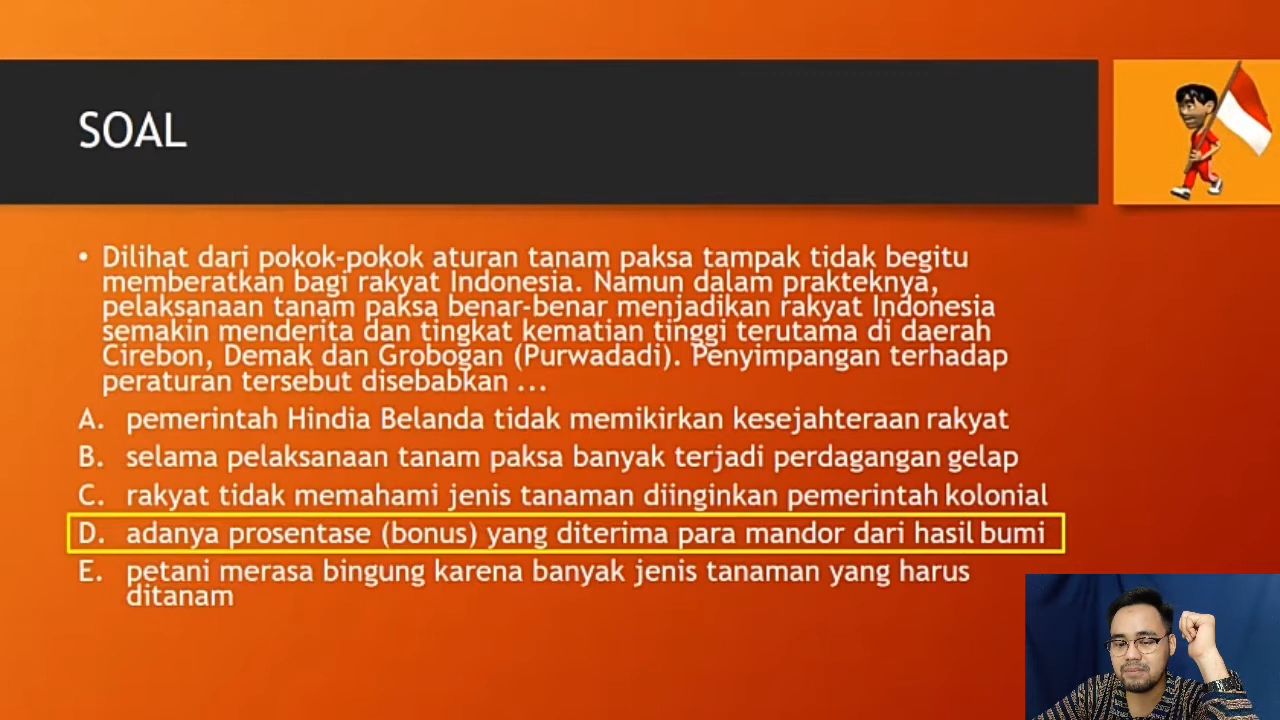 SOAL
• Dilihat dari pokok-pokok aturan tanam paksa tampak tidak begitu
memberatkan bagi rakyat Indonesia. Namun dalam prakteknya,
pelaksanaan tanam paksa benar-benar menjadikan rakyat Indonesia
semakin menderita dan tingkat kematian tinggi terutama di daerah
Cirebon, Demak dan Grobogan (Purwadadi). Penyimpangan terhadap
peraturan tersebut disebabkan ...
A. pemerintah Hindia Belanda tidak memikirkan kesejahteraan rakyat
B. selama pelaksanaan tanam paksa banyak terjadi perdagangan gelap
C. rakyat tidak memahami jenis tanaman diinginkan pemerintah kolonial
D. adanya prosentase (bonus) yang diterima para mandor dari hasil bumi
E. petani merasa bingung karena banyak jenis tanaman yang harus
ditanam